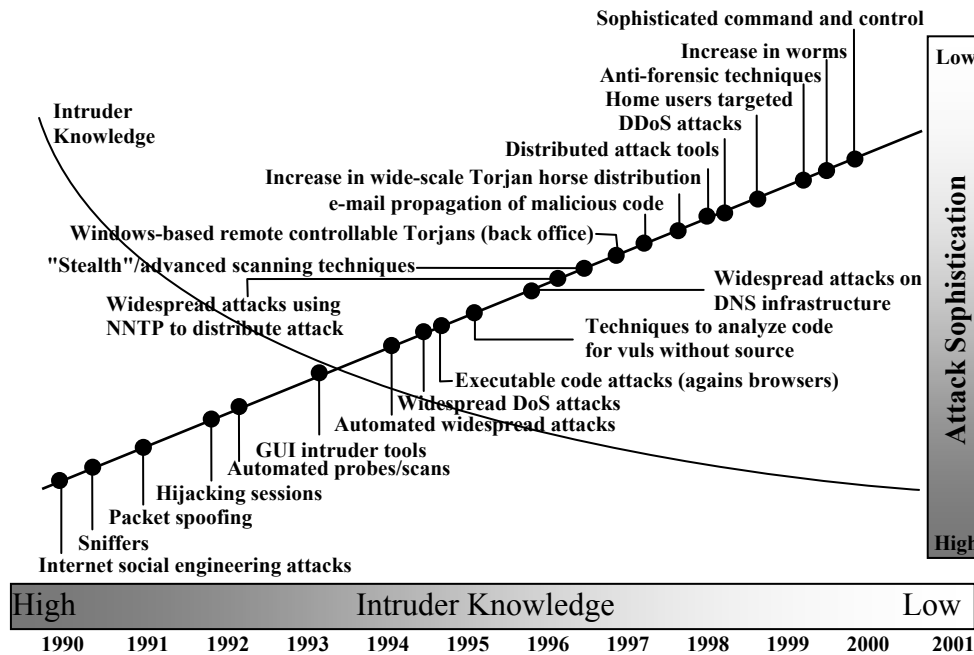 Sophisticated command and control
Increase in worms
Anti-forensic techniques
Home users targeted
DDoS attacks
Distributed attack tools
Increase in wide-scale Torjan horse distribution
e-mail propagation of malicious code
Windows-based remote controllable Torjans (back office)
"Stealth"/advanced scanning techniques
Widespread attacks using
NNTP to distribute attack
Intruder
Knowledge
Widespread attacks on
DNS infrastructure
Techniques to analyze code
for vuls without source
Executable code attacks (agains browsers)
Widespread DoS attacks
Automated widespread attacks
GUI intruder tools
Automated probes/scans
Hijacking sessions
Packet spoofing
Sniffers
Internet social engineering attacks
Low
Attack Sophistication
High
High Intruder Knowledge Low
1990 1991 1992 1993 1994 1995 1996 1997 1998 1999 2000 2001